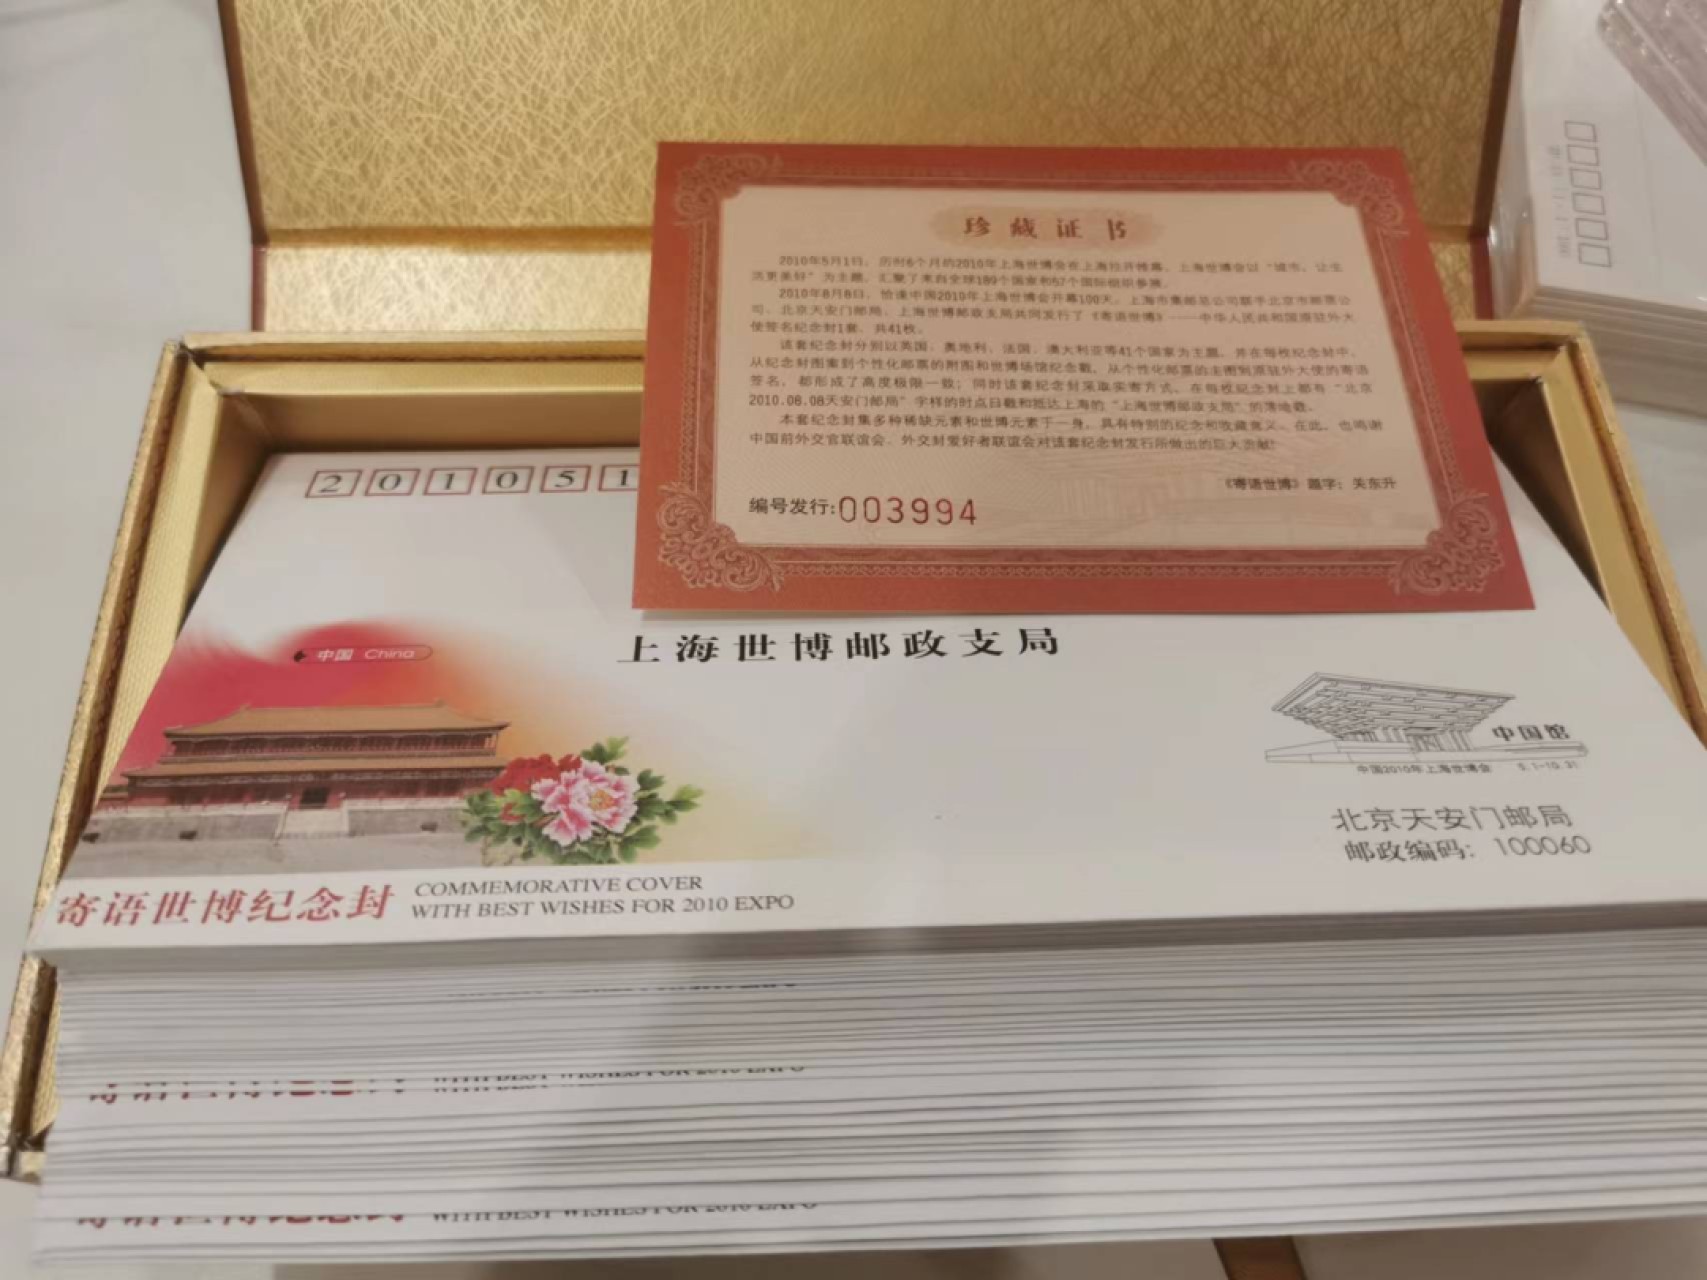 珍藏证书
2010年5月1日，历时6个月的2010年上海世博会在上海拉开帷幕。上海世博会以“城市，让生
活更美好”为主题，汇聚了来自全球189个国家和57个国际组织参展。
2010年8月8日，恰逢中国2010年上海世博会开幕100天，上海市集邮总公司联手北京市邮票公
司、北京天安门邮局、上海世博邮政支局共同发行了《寄语世博》——中华人民共和国原驻外大
使签名纪念封1套，共41枚。
该套纪念封分别以英国、奥地利、法国、澳大利亚等41个国家为主题，并在每枚纪念封中，
从纪念封图案到个性化邮票的附图和世博场馆纪念戳，从个性化邮票的主图到原驻外大使的寄语
签名，都形成了高度极限一致；同时该套纪念封采取实寄方式，在每枚纪念封上都有“北京
2010.08.08天安门邮局”字样的时点日戳和抵达上海的“上海世博邮政支局”的落地戳。
本套纪念封集多种稀缺元素和世博元素于一身，具有特别的纪念和收藏意义。在此，也鸣谢
中国前外交官联谊会、外交封爱好者联谊会对该套纪念封发行所做出的巨大贡献！
《寄语世博》题字：关东升
编号发行：003994
201051
中国 China
上海世博邮政支局
中国馆
中国2010年上海世博会 5.1-10.31
北京天安门邮局
邮政编码：100060
寄语世博纪念封
COMMEMORATIVE COVER
WITH BEST WISHES FOR 2010 EXPO
WITH BEST WISHES FOR 2010 EXPO
WITH BEST WISHES FOR 2010 EXPO